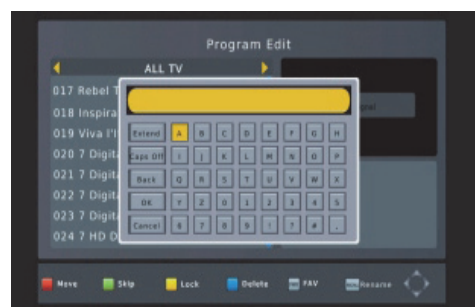 Program Edit
ALL TV
017 Rebel T
018 Inspira
019 Viva l'I
020 7 Digit
021 7 Digit
022 7 Digit
023 7 Digit
024 7 HD D
Extend A B C D E F G H
Caps Off I J K L M N O P
Back Q R S T U V W X
OK Y Z 0 1 2 3 4 5
Cancel 6 7 8 9 ! ? # .
Move Skip Lock Delete FAV Rename